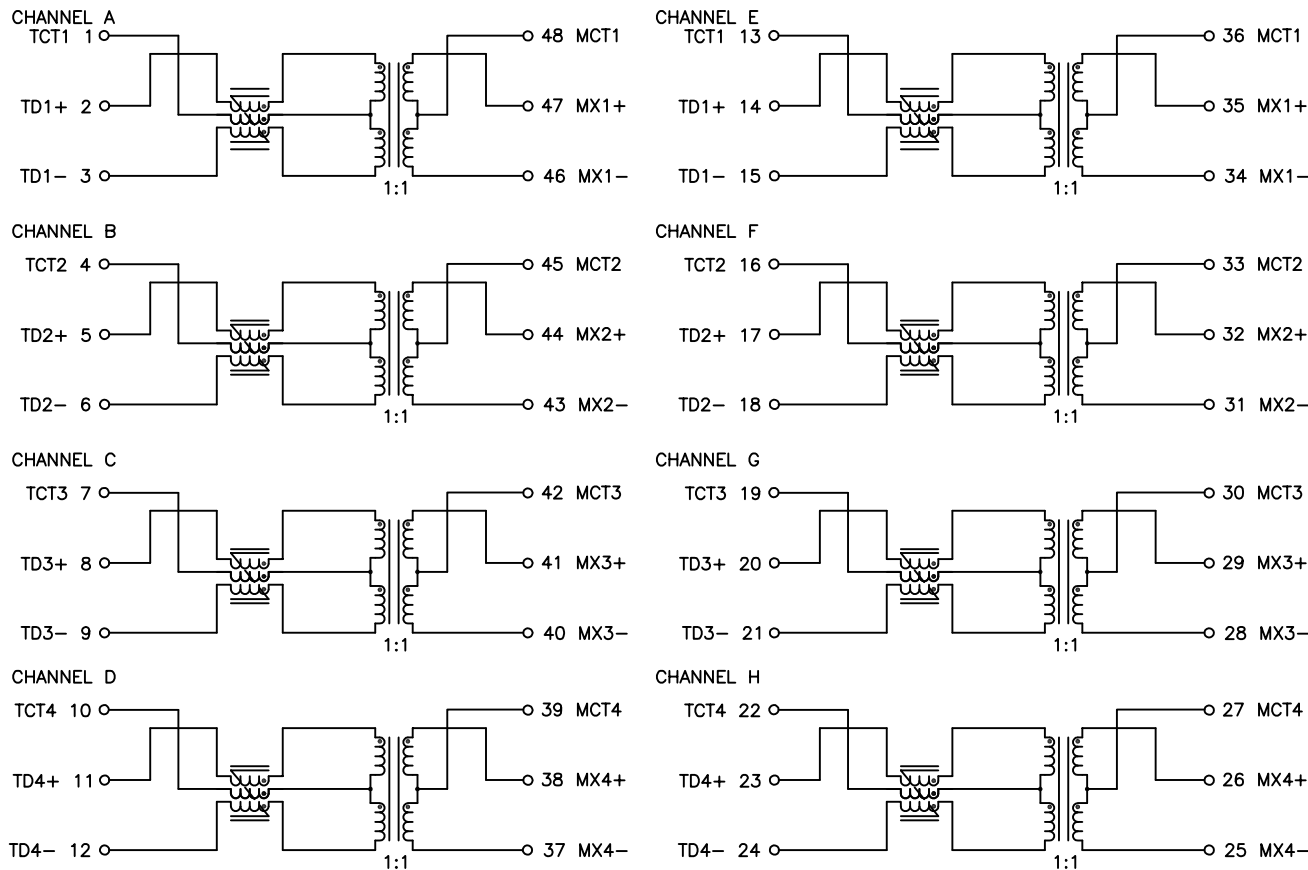 CHANNEL A
TCT1 1
48 MCT1
TD1+ 2
47 MX1+
TD1- 3
46 MX1-
1:1
CHANNEL B
TCT2 4
45 MCT2
TD2+ 5
44 MX2+
TD2- 6
43 MX2-
1:1
CHANNEL C
TCT3 7
42 MCT3
TD3+ 8
41 MX3+
TD3- 9
40 MX3-
1:1
CHANNEL D
TCT4 10
39 MCT4
TD4+ 11
38 MX4+
TD4- 12
37 MX4-
1:1
CHANNEL E
TCT1 13
36 MCT1
TD1+ 14
35 MX1+
TD1- 15
34 MX1-
1:1
CHANNEL F
TCT2 16
33 MCT2
TD2+ 17
32 MX2+
TD2- 18
31 MX2-
1:1
CHANNEL G
TCT3 19
30 MCT3
TD3+ 20
29 MX3+
TD3- 21
28 MX3-
1:1
CHANNEL H
TCT4 22
27 MCT4
TD4+ 23
26 MX4+
TD4- 24
25 MX4-
1:1